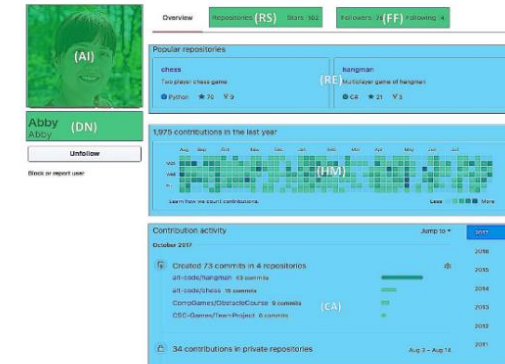 Overview
Repositories (RS) Stars 102
Followers 76 (FF) Following 4
(AI)
Abby (DN)
Abby
Unfollow
Block or report user
Popular repositories
(RE)
chess
Two player chess game
Python 70 9
hangman
Multiplayer game of hangman
C# 21 3
1,975 contributions in the last year
Aug Sep Oct Nov Dec Jan Feb Mar Apr May Jun Jul
Mon
Wed
Fri
(HM)
Learn how we count contributions.
Less More
Contribution activity
Jump to
2017
2016
2015
2014
2013
2012
2011
October 2017
Created 73 commits in 4 repositories
alt-code/hangman 43 commits
alt-code/chess 16 commits
CompGames/ObstacleCourse 9 commits
CSC-Games/TeamProject 6 commits
(CA)
34 contributions in private repositories
Aug 3 – Aug 14